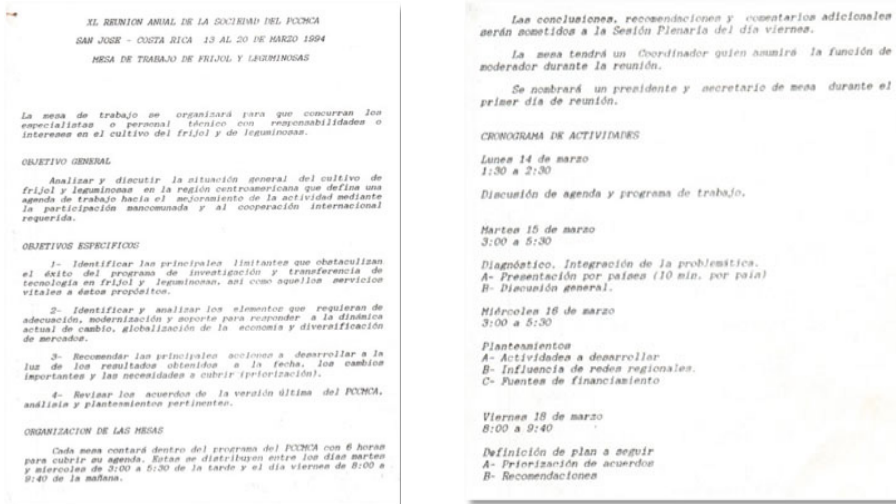 XL REUNION ANUAL DE LA SOCIEDAD DEL PCCMCA
SAN JOSE - COSTA RICA 13 AL 20 DE MARZO 1994
MESA DE TRABAJO DE FRIJOL Y LEGUMINOSAS
La mesa de trabajo se organizará para que concurran los
especialistas o personal técnico con responsabilidades o
intereses en el cultivo del frijol y de leguminosas.
OBJETIVO GENERAL
Analizar y discutir la situación general del cultivo de
frijol y leguminosas en la región centroamericana que defina una
agenda de trabajo hacia el mejoramiento de la actividad mediante
la participación mancomunada y al cooperación internacional
requerida.
OBJETIVOS ESPECIFICOS
1- Identificar las principales limitantes que obstaculizan
el éxito del programa de investigación y transferencia de
tecnología en frijol y leguminosas, asi como aquellos servicios
vitales a éstos propósitos.
2- Identificar y analizar los elementos que requieran de
adecuación, modernización y soporte para responder a la dinámica
actual de cambio, globalización de la economia y diversificación
de mercados.
3- Recomendar las principales acciones a desarrollar a la
luz de los resultados obtenidos a la fecha, los cambios
importantes y las necesidades a cubrir (priorización).
4- Revisar los acuerdos de la versión última del PCCMCA,
análisis y planteamientos pertinentes.
ORGANIZACION DE LAS MESAS
Cada mesa contará dentro del programa del PCCMCA con 6 horas
para cubrir su agenda. Estas se distribuyen entre los días martes
y miercoles de 3:00 a 5:30 de la tarde y el día viernes de 8:00 a
9:40 de la mañana.
Las conclusiones, recomendaciones y comentarios adicionales
serán sometidos a la Sesión Plenaria del día viernes.
La mesa tendrá un Coordinador quien asumirá la función de
moderador durante la reunión.
Se nombrará un presidente y secretario de mesa durante el
primer día de reunión.
CRONOGRAMA DE ACTIVIDADES
Lunes 14 de marzo
1:30 a 2:30
Discusión de agenda y programa de trabajo.
Martes 15 de marzo
3:00 a 5:30
Diagnóstico. Integración de la problemática.
A- Presentación por países (10 min. por país)
B- Discusión general.
Miércoles 16 de marzo
3:00 a 5:30
Planteamientos
A- Actividades a desarrollar
B- Influencia de redes regionales.
C- Fuentes de financiamiento
Viernes 18 de marzo
8:00 a 9:40
Definición de plan a seguir
A- Priorización de acuerdos
B- Recomendaciones